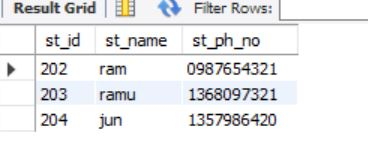 Result Grid Filter Rows:
st_id st_name st_ph_no
202 ram 0987654321
203 ramu 1368097321
204 jun 1357986420